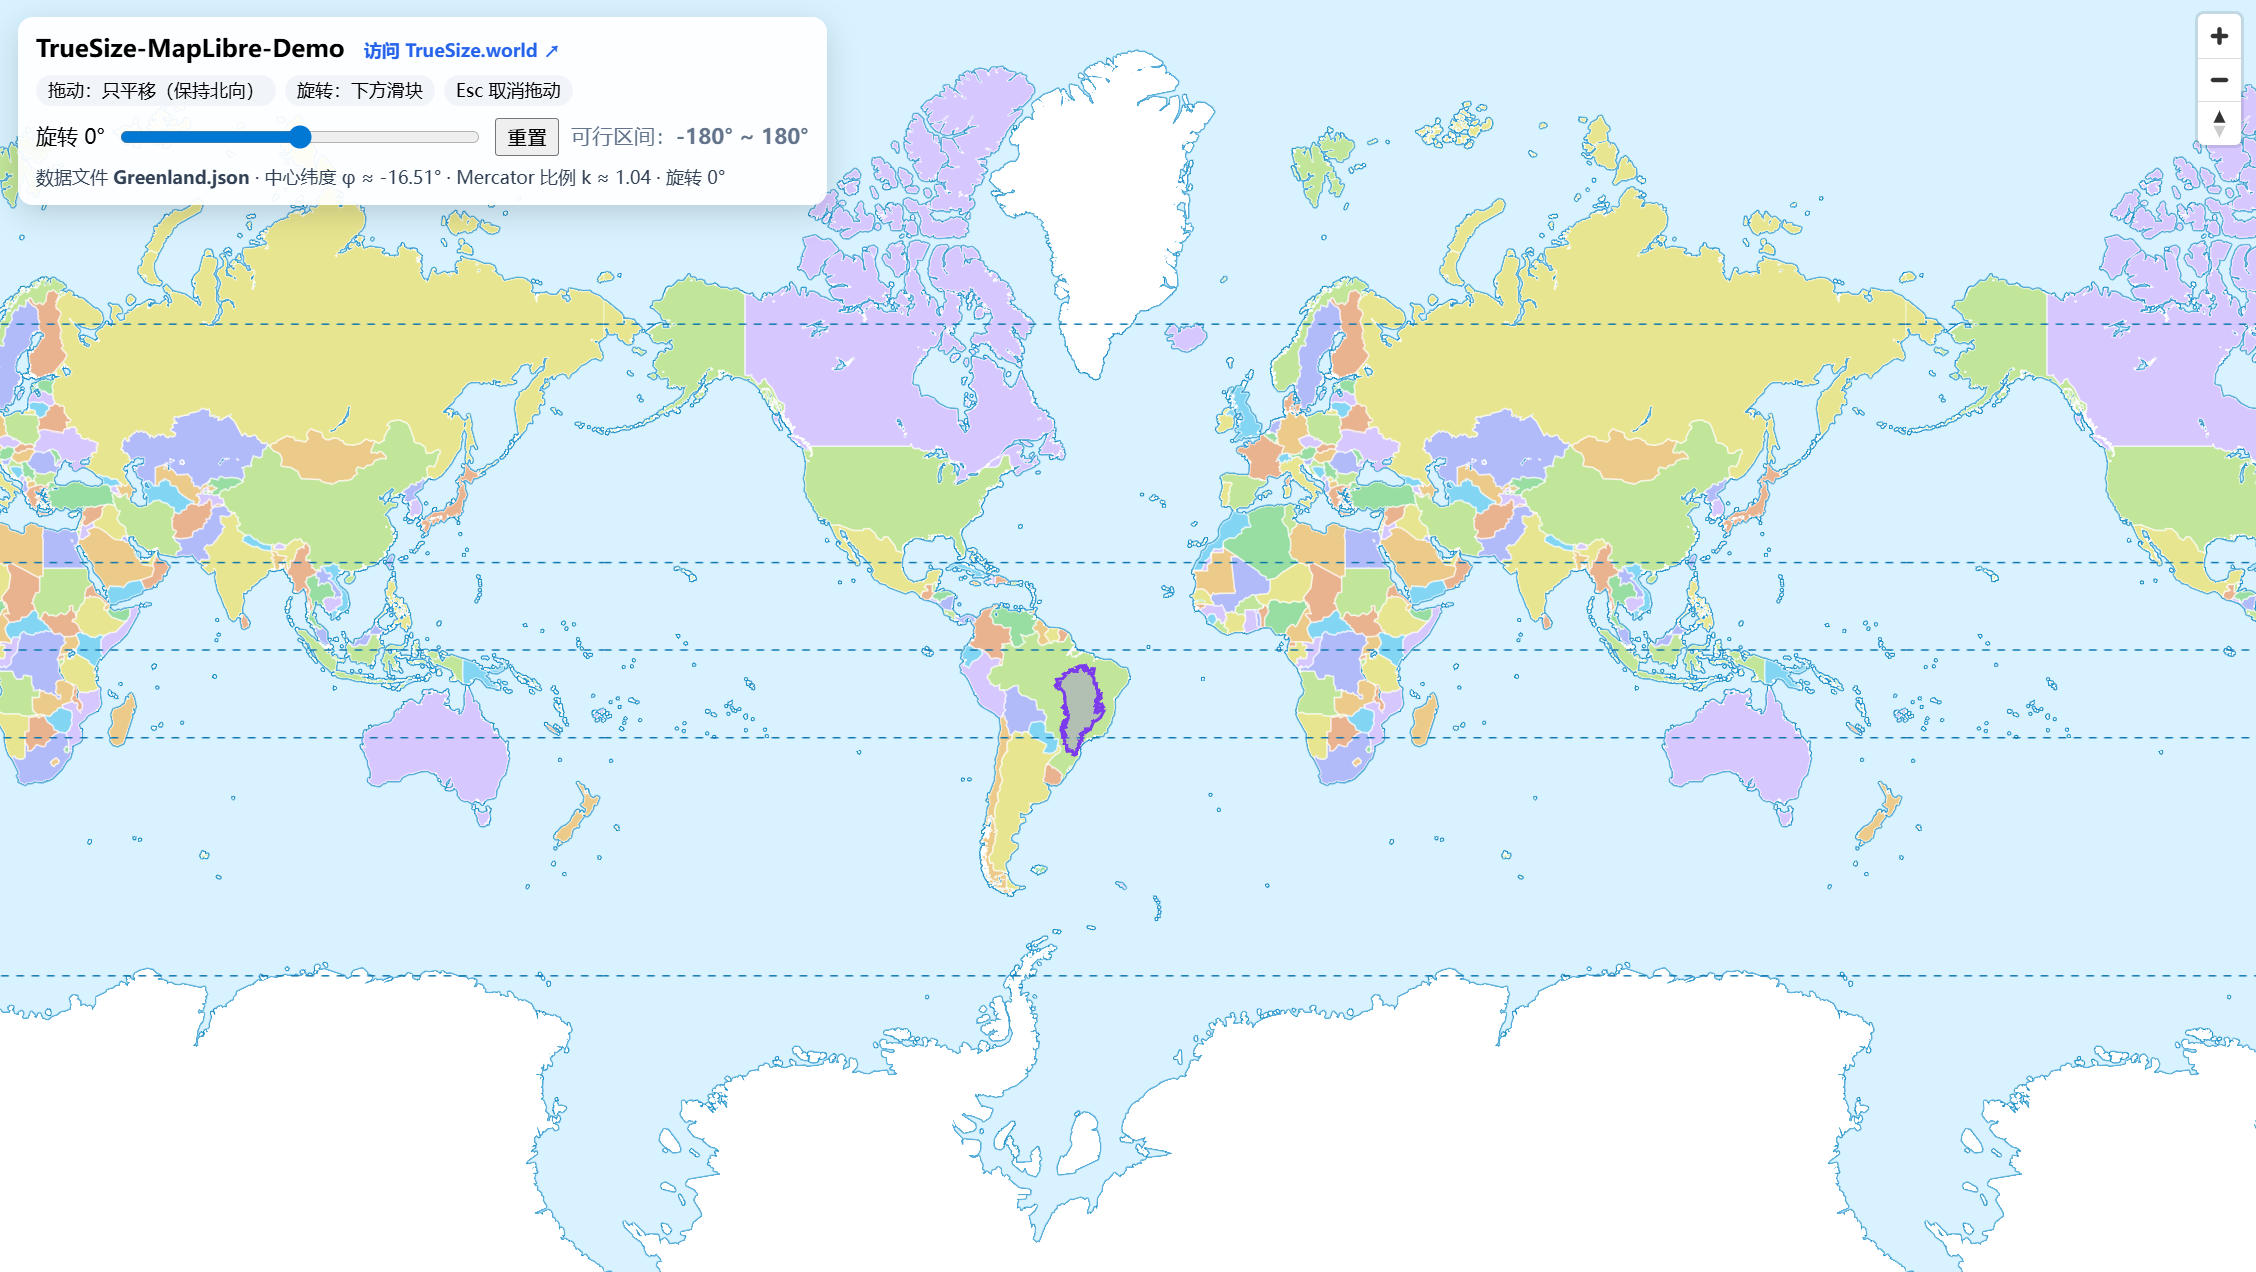 TrueSize-MapLibre-Demo 访问 TrueSize.world ↗
拖动：只平移（保持北向） 旋转：下方滑块 Esc 取消拖动
旋转 0° 重置 可行区间：-180° ~ 180°
数据文件 Greenland.json · 中心纬度 φ ≈ -16.51° · Mercator 比例 k ≈ 1.04 · 旋转 0°